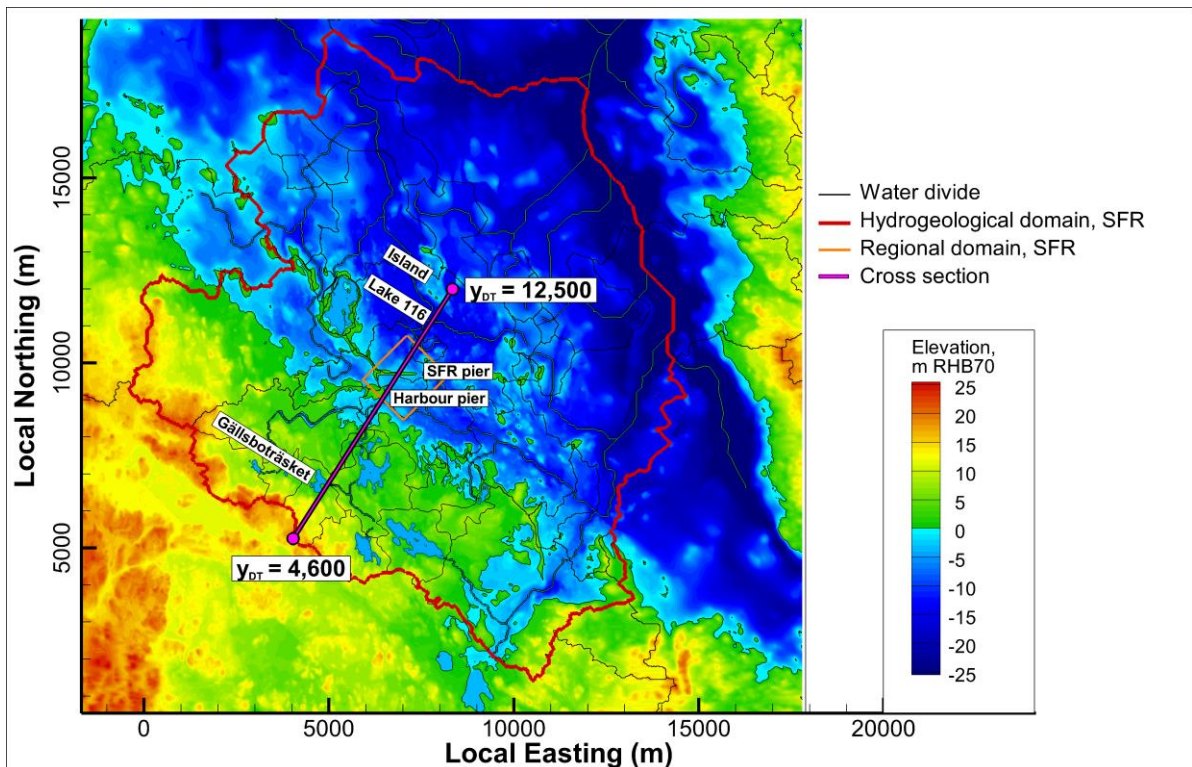 Local Northing (m)
15000
10000
5000
Island
Lake 116
y_DT = 12,500
SFR pier
Harbour pier
Gällsboträsket
y_DT = 4,600
0
5000
10000
15000
20000
Local Easting (m)
Water divide
Hydrogeological domain, SFR
Regional domain, SFR
Cross section
Elevation,
m RHB70
25
20
15
10
5
0
-5
-10
-15
-20
-25